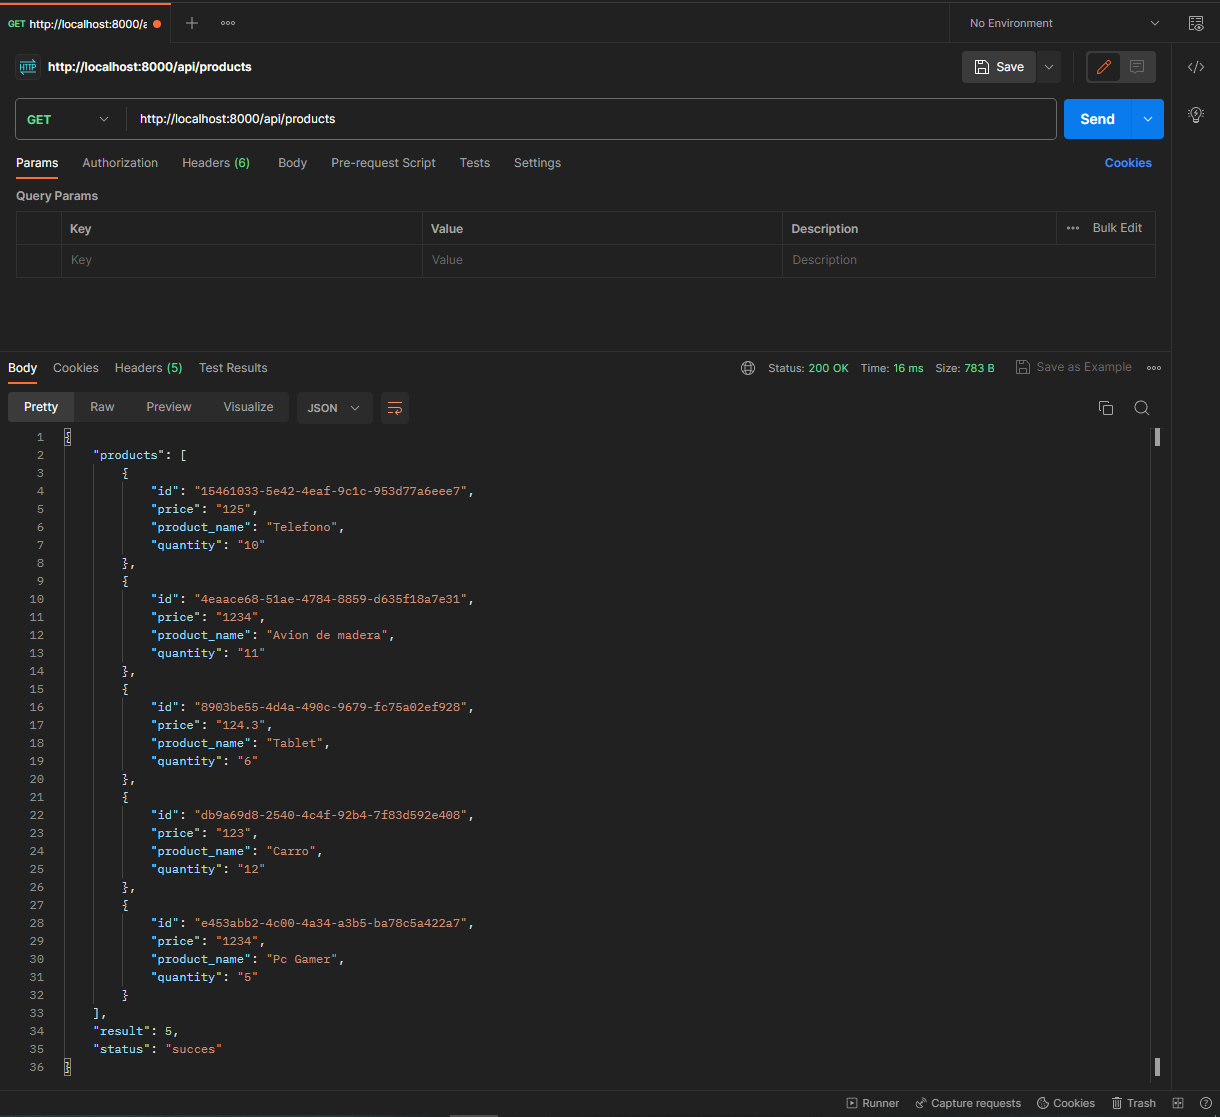 GET http://localhost:8000/a
No Environment
HTTP http://localhost:8000/api/products
Save
GET http://localhost:8000/api/products
Send
Params Authorization Headers (6) Body Pre-request Script Tests Settings Cookies
Query Params
Key Value Description Bulk Edit
Key Value Description
Body Cookies Headers (5) Test Results Status: 200 OK Time: 16 ms Size: 783 B Save as Example
Pretty Raw Preview Visualize JSON
1 {
2 "products": [
3 {
4 "id": "15461033-5e42-4eaf-9c1c-953d77a6eee7",
5 "price": "125",
6 "product_name": "Telefono",
7 "quantity": "10"
8 },
9 {
10 "id": "4eaace68-51ae-4784-8859-d635f18a7e31",
11 "price": "1234",
12 "product_name": "Avion de madera",
13 "quantity": "11"
14 },
15 {
16 "id": "8903be55-4d4a-490c-9679-fc75a02ef928",
17 "price": "124.3",
18 "product_name": "Tablet",
19 "quantity": "6"
20 },
21 {
22 "id": "db9a69d8-2540-4c4f-92b4-7f83d592e408",
23 "price": "123",
24 "product_name": "Carro",
25 "quantity": "12"
26 },
27 {
28 "id": "e453abb2-4c00-4a34-a3b5-ba78c5a422a7",
29 "price": "1234",
30 "product_name": "Pc Gamer",
31 "quantity": "5"
32 }
33 ],
34 "result": 5,
35 "status": "succes"
36 }
Runner Capture requests Cookies Trash